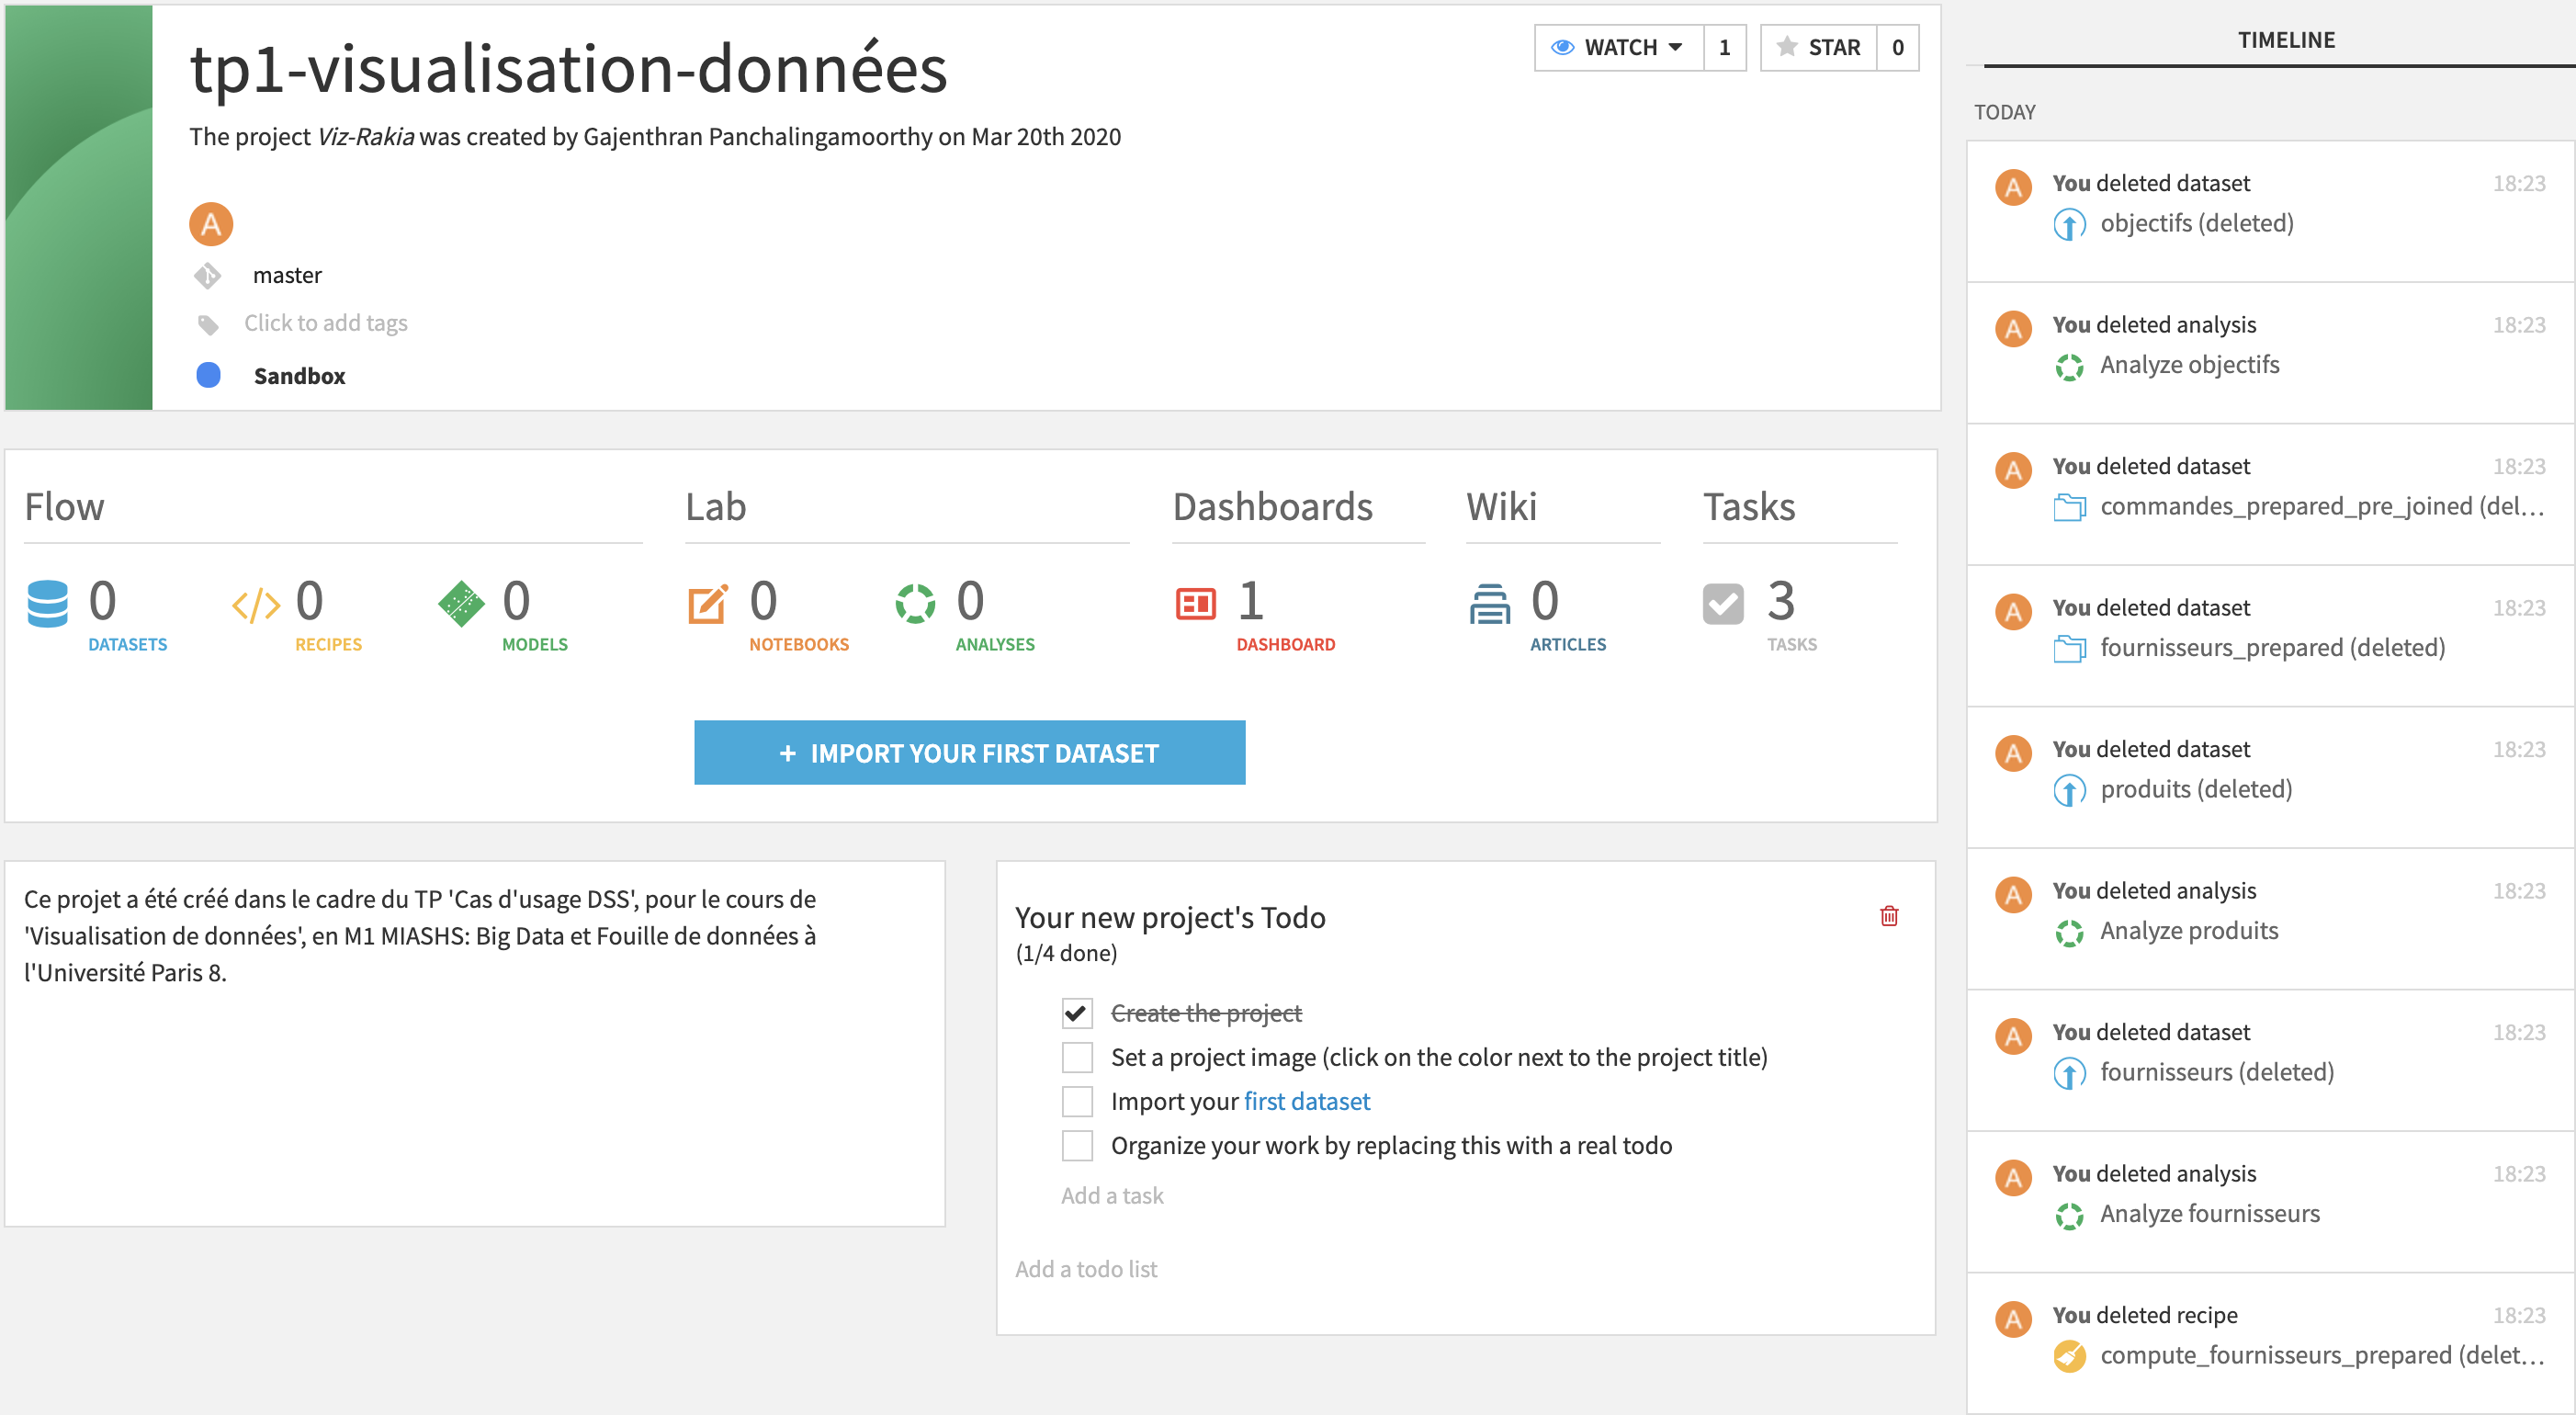 tp1-visualisation-données
WATCH 1 STAR 0
The project Viz-Rakia was created by Gajenthran Panchalingamoorthy on Mar 20th 2020
A
master
Click to add tags
Sandbox
Flow
0 DATASETS
0 RECIPES
0 MODELS
Lab
0 NOTEBOOKS
0 ANALYSES
Dashboards
1 DASHBOARD
Wiki
0 ARTICLES
Tasks
3 TASKS
+ IMPORT YOUR FIRST DATASET
Ce projet a été créé dans le cadre du TP 'Cas d'usage DSS', pour le cours de
'Visualisation de données', en M1 MIASHS: Big Data et Fouille de données à
l'Université Paris 8.
Your new project's Todo
(1/4 done)
Create the project
Set a project image (click on the color next to the project title)
Import your first dataset
Organize your work by replacing this with a real todo
Add a task
Add a todo list
TIMELINE
TODAY
A You deleted dataset 18:23
objectifs (deleted)
A You deleted analysis 18:23
Analyze objectifs
A You deleted dataset 18:23
commandes_prepared_pre_joined (del...
A You deleted dataset 18:23
fournisseurs_prepared (deleted)
A You deleted dataset 18:23
produits (deleted)
A You deleted analysis 18:23
Analyze produits
A You deleted dataset 18:23
fournisseurs (deleted)
A You deleted analysis 18:23
Analyze fournisseurs
A You deleted recipe 18:23
compute_fournisseurs_prepared (delet...